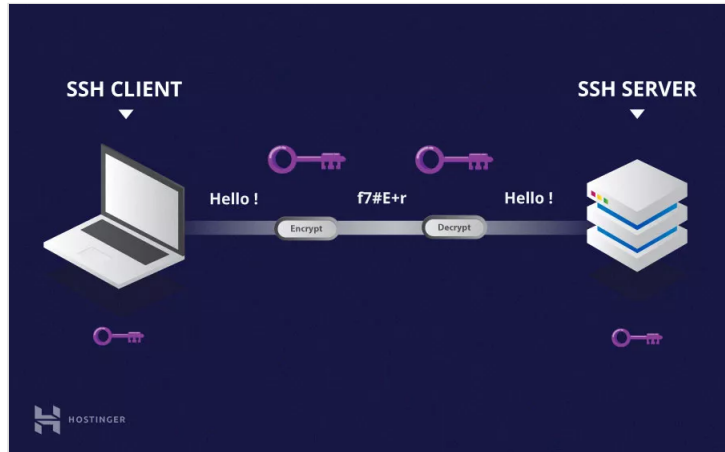 SSH CLIENT
SSH SERVER
Hello !
f7#E+r
Hello !
Encrypt
Decrypt
HOSTINGER